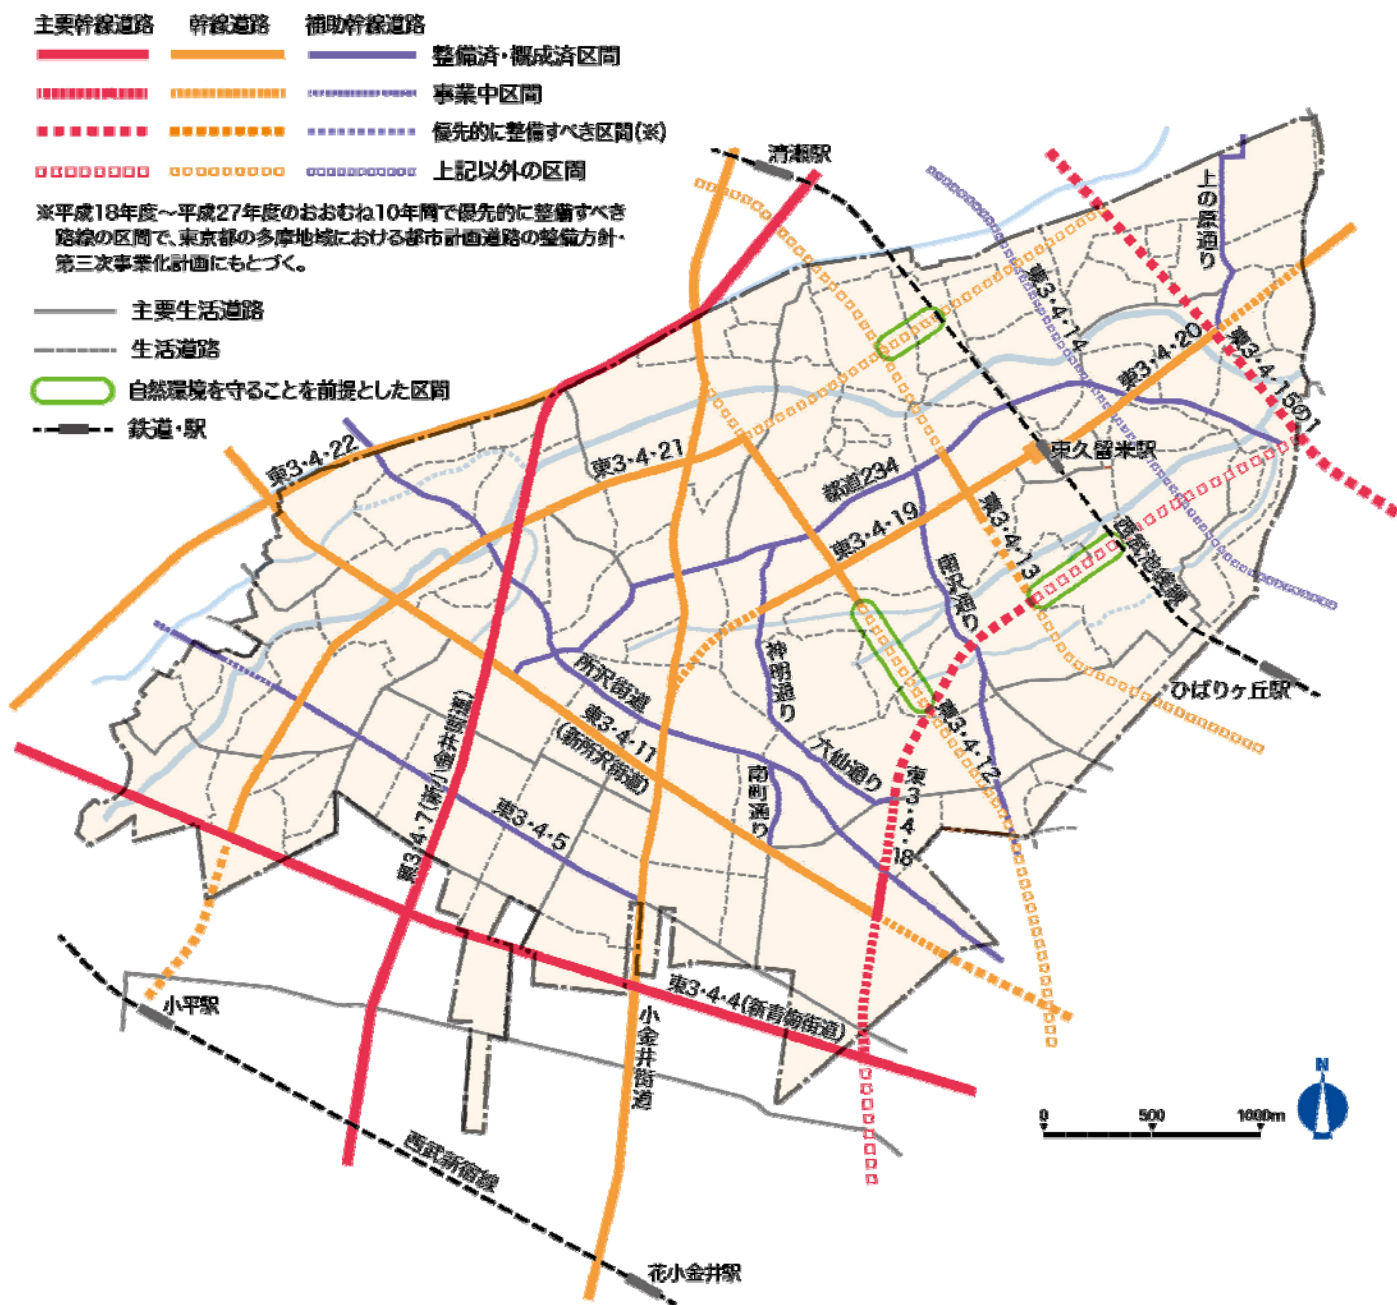 主要幹線道路 幹線道路 補助幹線道路
整備済・概成済区間
事業中区間
優先的に整備すべき区間(※)
上記以外の区間
※平成18年度～平成27年度のおおむね10年間で優先的に整備すべき
路線の区間で、東京都の多摩地域における都市計画道路の整備方針・
第三次事業化計画にもとづく。
主要生活道路
生活道路
自然環境を守ることを前提とした区間
鉄道・駅
清瀬駅
上の原通り
東3・4・14
東3・4・20
東3・4・15の1
東3・4・22
東3・4・21
東久留米駅
都道234
東3・4・19
東3・4・13
西武池袋線
神明通り
所沢街道
ひばりヶ丘駅
東3・4・11
(新所沢街道)
東3・4・12
六仙通り
南町通り
東3・4・18
東3・4・7(新小金井街道)
東3・4・5
東3・4・4(新青梅街道)
小平駅
小金井街道
西武新宿線
花小金井駅
N
0 500 1000m